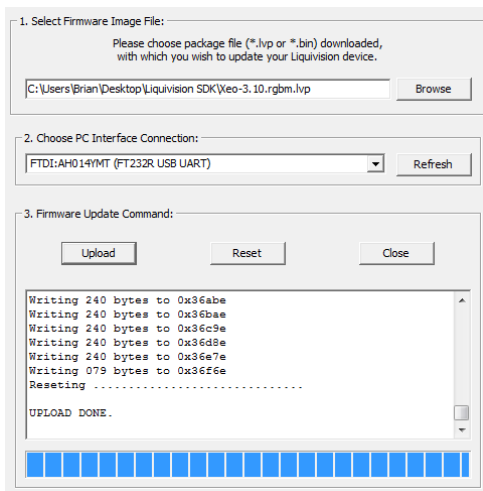 1. Select Firmware Image File:
Please choose package file (*.lvp or *.bin) downloaded,
with which you wish to update your Liquivision device.
C:\Users\Brian\Desktop\Liquivision SDK\Xeo-3.10.rgbm.lvp
Browse
2. Choose PC Interface Connection:
FTDI:AH014YMT (FT232R USB UART)
Refresh
3. Firmware Update Command:
Upload
Reset
Close
Writing 240 bytes to 0x36abe
Writing 240 bytes to 0x36bae
Writing 240 bytes to 0x36c9e
Writing 240 bytes to 0x36d8e
Writing 240 bytes to 0x36e7e
Writing 079 bytes to 0x36f6e
Reseting ..............................
UPLOAD DONE.